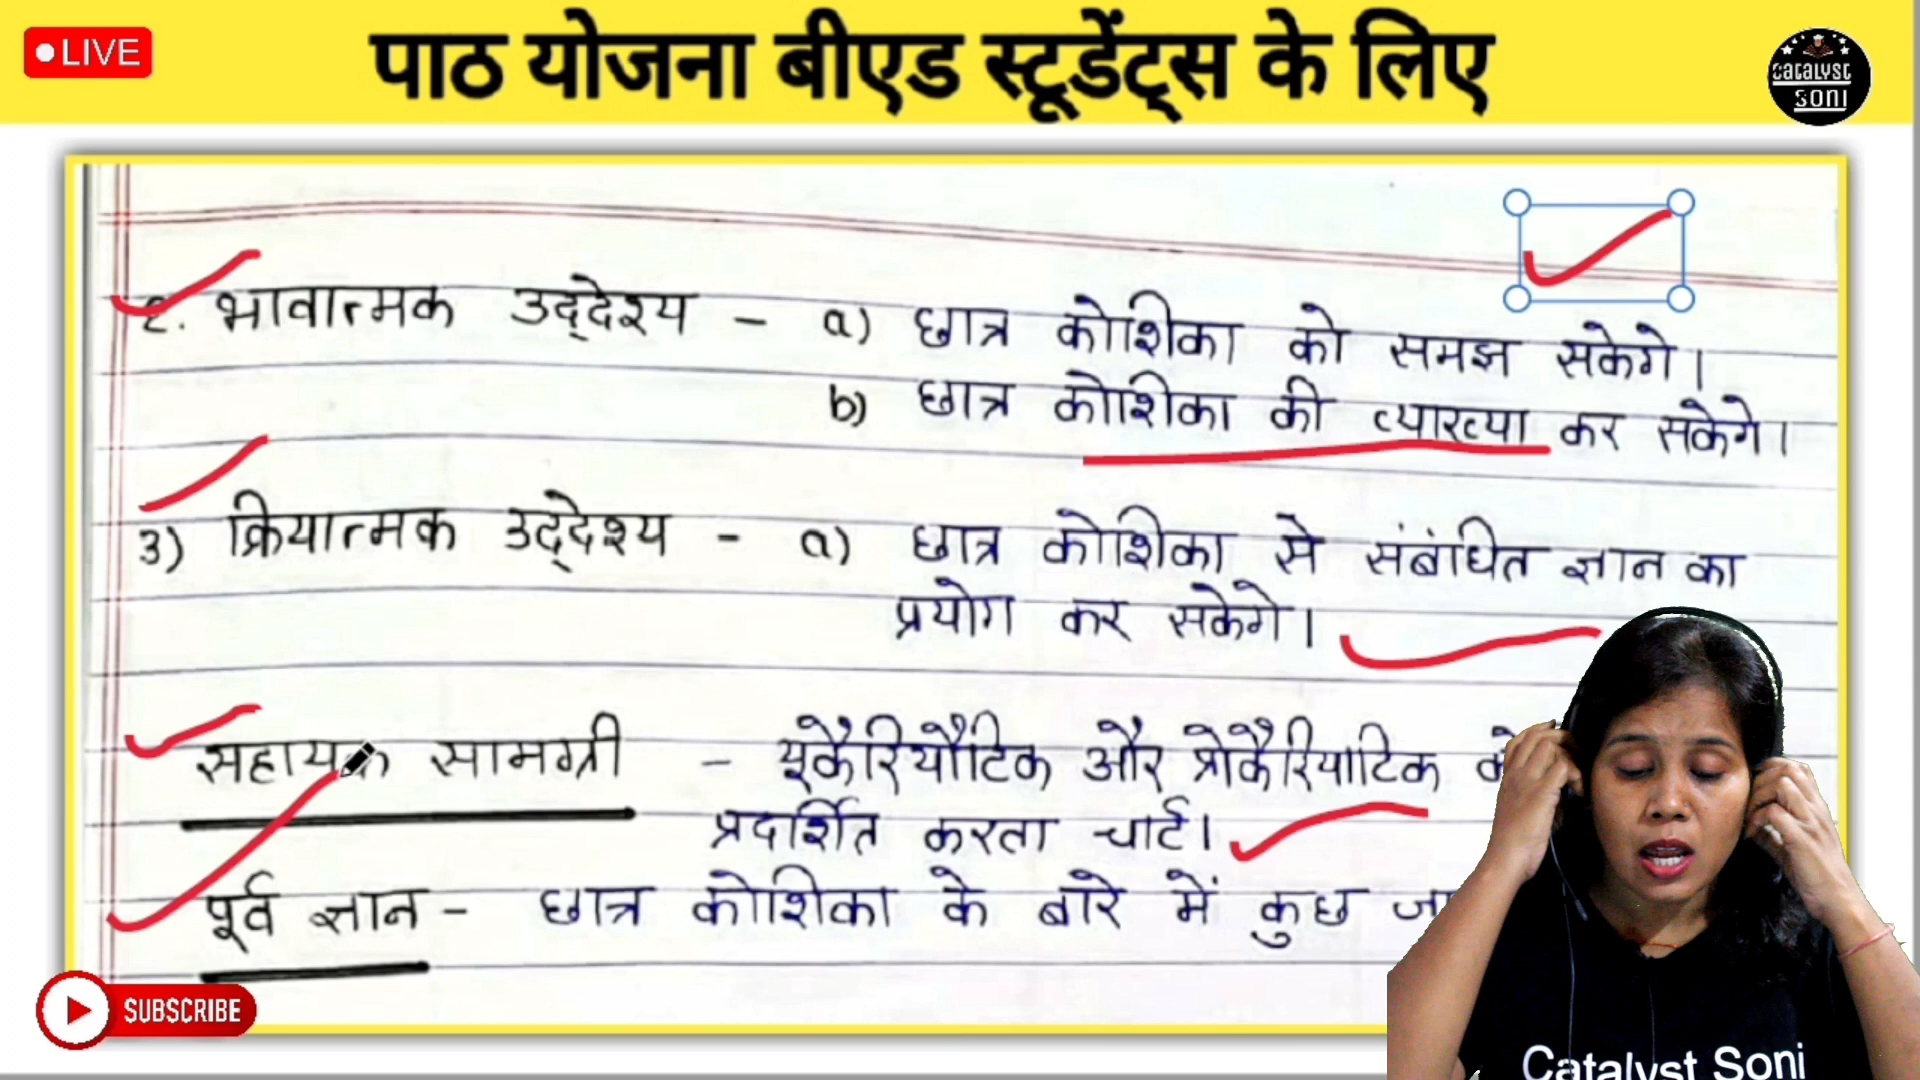 LIVE
पाठ योजना बीएड स्टूडेंट्स के लिए
CATALYST
SONI
2. भावात्मक उद्देश्य - a) छात्र कोशिका को समझ सकेगे।
b) छात्र कोशिका की व्याख्या कर सकेगे।
3) क्रियात्मक उद्देश्य - a) छात्र कोशिका से संबंधित ज्ञान का
प्रयोग कर सकेगे।
सहायक सामग्री - यूकैरियौटिक और प्रोकैरियाटिक
प्रदर्शित करता चार्ट।
पूर्व ज्ञान - छात्र कोशिका के बारे में कुछ
SUBSCRIBE
Catalyst Soni